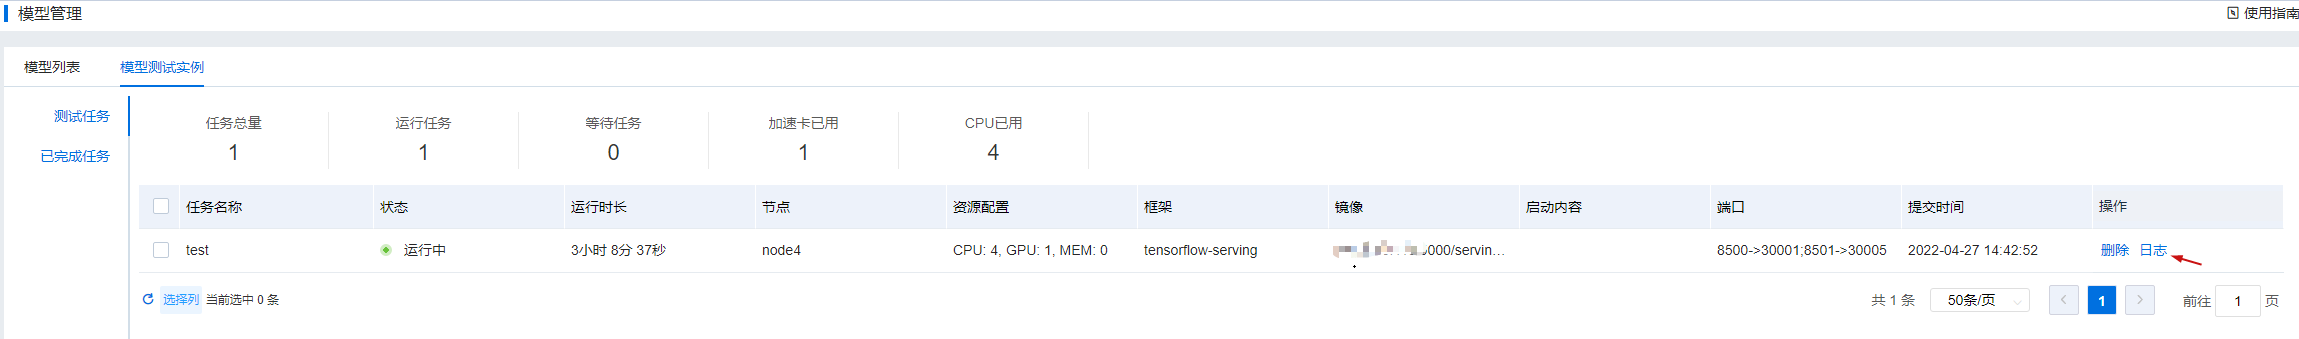 模型管理 使用指南
模型列表 模型测试实例
测试任务
已完成任务
任务总量 运行任务 等待任务 加速卡已用 CPU已用
1 1 0 1 4
任务名称 状态 运行时长 节点 资源配置 框架 镜像 启动内容 端口 提交时间 操作
test 运行中 3小时 8分 37秒 node4 CPU: 4, GPU: 1, MEM: 0 tensorflow-serving 000/servin... 8500->30001;8501->30005 2022-04-27 14:42:52 删除 日志
选择列 当前选中 0 条 共 1 条 50条/页 1 前往 1 页